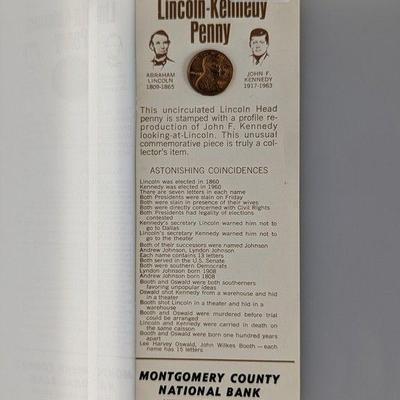 Lincoln-Kennedy
Penny
ABRAHAM
LINCOLN
1809-1865
JOHN F.
KENNEDY
1917-1963
This uncirculated Lincoln Head
penny is stamped with a profile re-
production of John F. Kennedy
looking-at-Lincoln. This unusual
commemorative piece is truly a col-
lector's item.
ASTONISHING COINCIDENCES
Lincoln was elected in 1860
Kennedy was elected in 1960
There are seven letters in each name
Both Presidents were slain on Friday
Both were slain in presence of their wives
Both were directly concerned with Civil Rights
Both Presidents had legality of elections
contested
Kennedy's secretary Lincoln warned him not to
go to Dallas
Lincoln's secretary Kennedy warned him not to
go to the theater
Both of their successors were named Johnson
Andrew Johnson, Lyndon Johnson
Each name contains 13 letters
Both served in the U.S. Senate
Both were southern Democrats
Lyndon Johnson born 1908
Andrew Johnson born 1808
Booth and Oswald were both southerners
favoring unpopular ideas
Oswald shot Kennedy from a warehouse and hid
in a theater
Booth shot Lincoln in a theater and hid in a
warehouse
Booth and Oswald were murdered before trial
could be arranged
Lincoln and Kennedy were carried in death on
the same caisson
Booth and Oswald were born one hundred years
apart
Lee Harvey Oswald, John Wilkes Booth — each
name has 15 letters
MONTGOMERY COUNTY
NATIONAL BANK